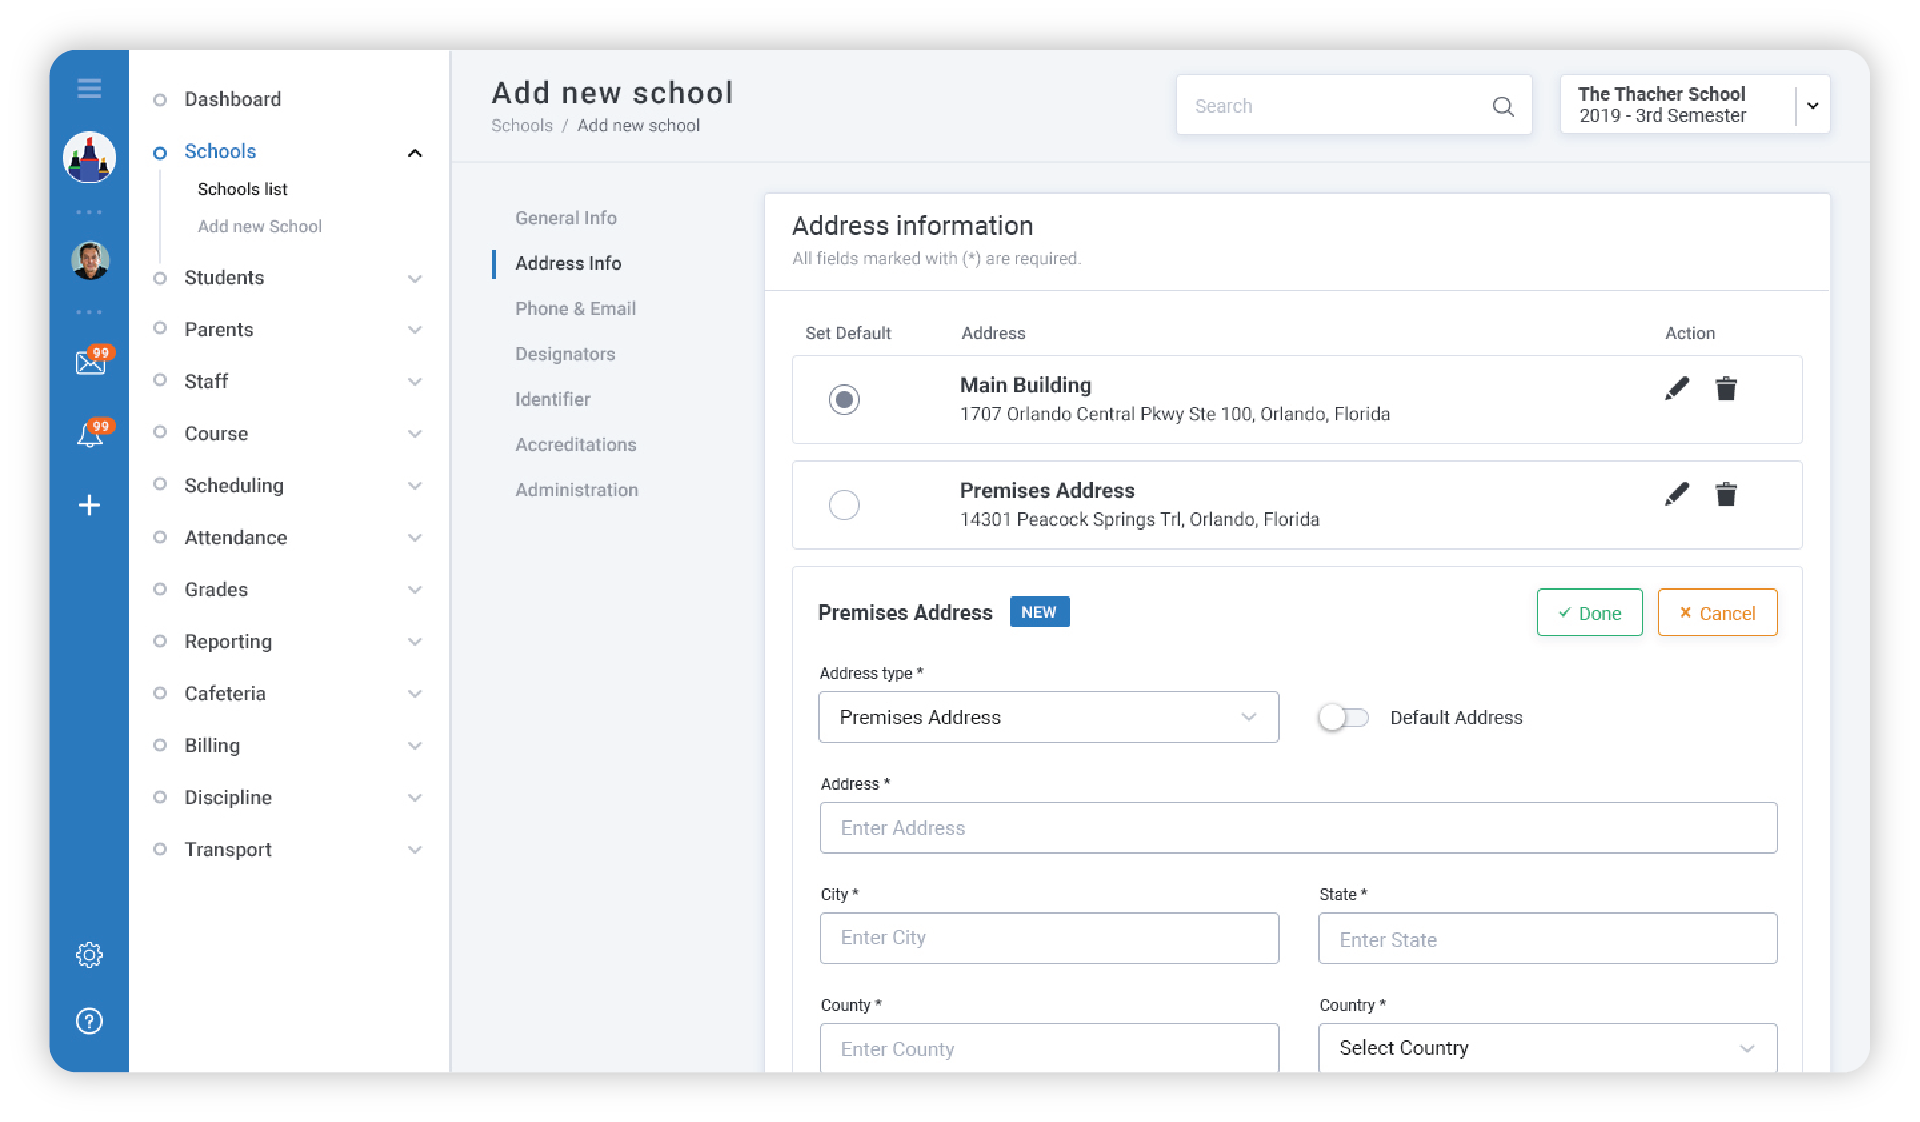 Add new school
Schools / Add new school
Search
The Thacher School
2019 - 3rd Semester
99
99
Dashboard
Schools
Schools list
Add new School
Students
Parents
Staff
Course
Scheduling
Attendance
Grades
Reporting
Cafeteria
Billing
Discipline
Transport
General Info
Address Info
Phone & Email
Designators
Identifier
Accreditations
Administration
Address information
All fields marked with (*) are required.
Set Default Address Action
Main Building
1707 Orlando Central Pkwy Ste 100, Orlando, Florida
Premises Address
14301 Peacock Springs Trl, Orlando, Florida
Premises Address NEW Done Cancel
Address type *
Premises Address
Default Address
Address *
Enter Address
City * State *
Enter City Enter State
County * Country *
Enter County Select Country